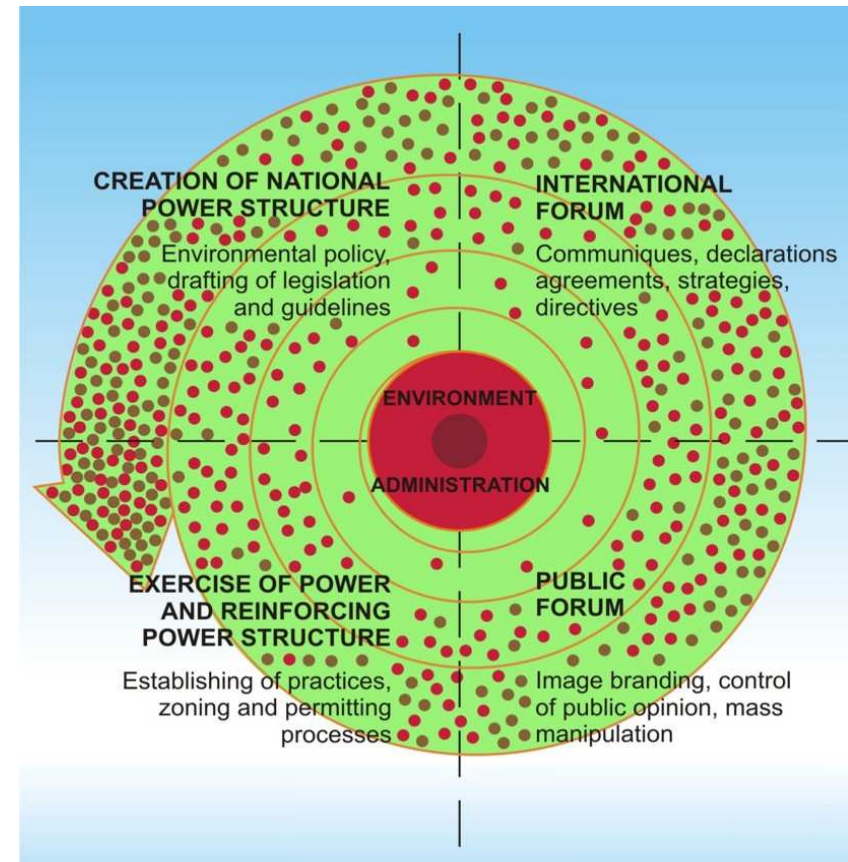 CREATION OF NATIONAL
POWER STRUCTURE
Environmental policy,
drafting of legislation
and guidelines
INTERNATIONAL
FORUM
Communiques, declarations
agreements, strategies,
directives
ENVIRONMENT
ADMINISTRATION
EXERCISE OF POWER
AND REINFORCING
POWER STRUCTURE
Establishing of practices,
zoning and permitting
processes
PUBLIC
FORUM
Image branding, control
of public opinion, mass
manipulation